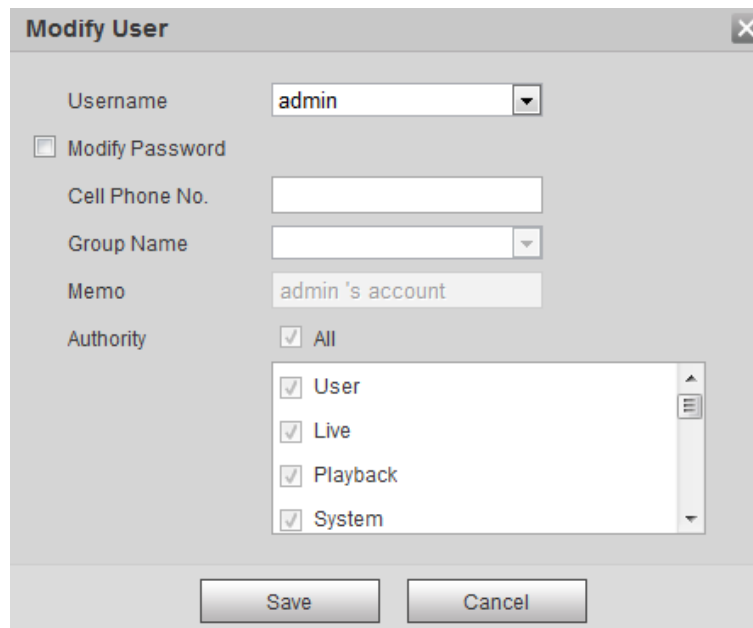 Modify User
Username admin
Modify Password
Cell Phone No.
Group Name
Memo admin 's account
Authority All
User
Live
Playback
System
Save Cancel